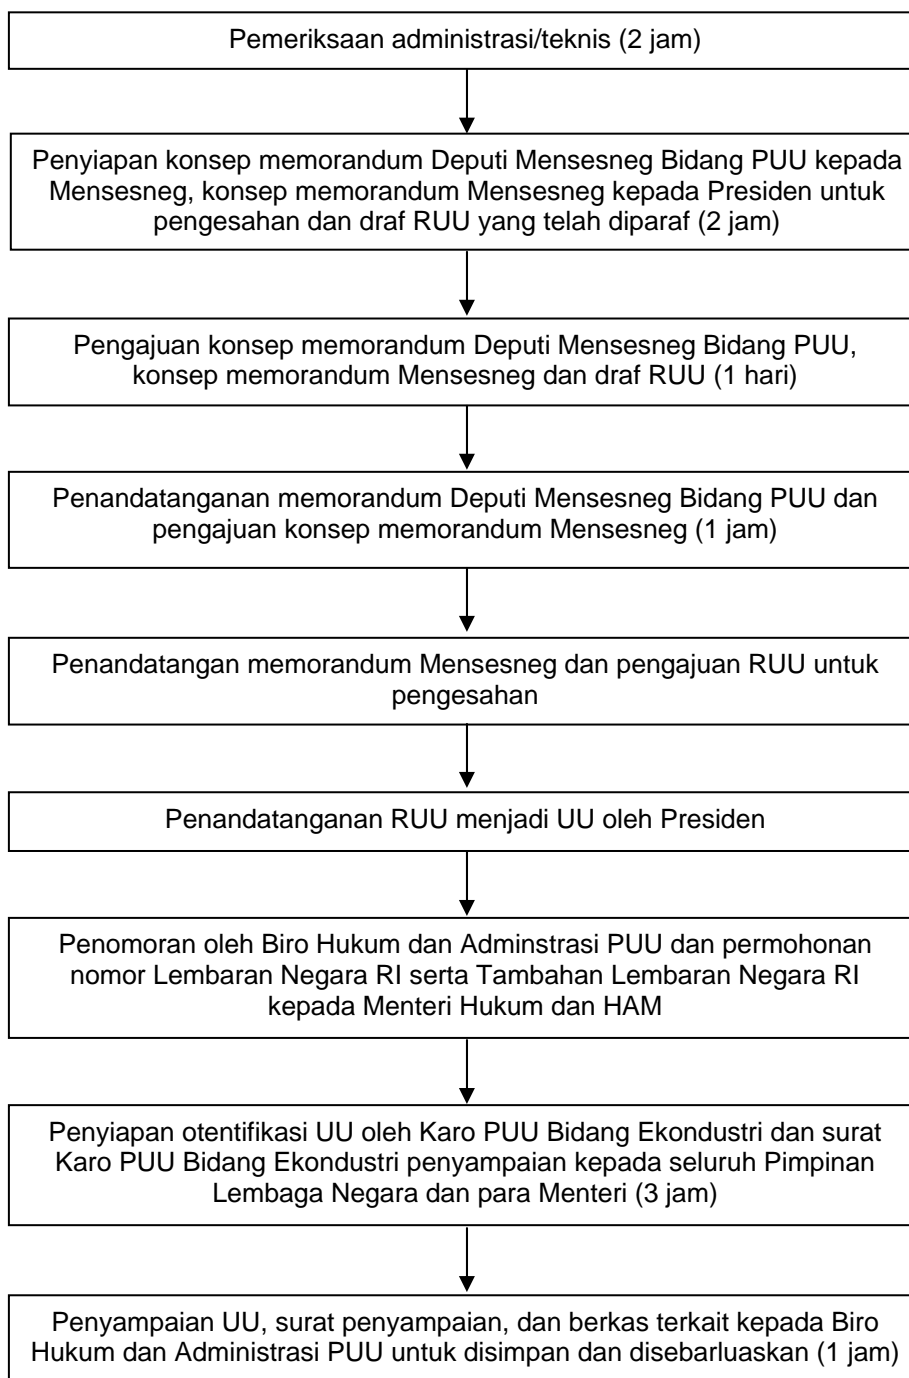 Pemeriksaan administrasi/teknis (2 jam)
Penyiapan konsep memorandum Deputi Mensesneg Bidang PUU kepada
Mensesneg, konsep memorandum Mensesneg kepada Presiden untuk
pengesahan dan draf RUU yang telah diparaf (2 jam)
Pengajuan konsep memorandum Deputi Mensesneg Bidang PUU,
konsep memorandum Mensesneg dan draf RUU (1 hari)
Penandatanganan memorandum Deputi Mensesneg Bidang PUU dan
pengajuan konsep memorandum Mensesneg (1 jam)
Penandatangan memorandum Mensesneg dan pengajuan RUU untuk
pengesahan
Penandatanganan RUU menjadi UU oleh Presiden
Penomoran oleh Biro Hukum dan Adminstrasi PUU dan permohonan
nomor Lembaran Negara RI serta Tambahan Lembaran Negara RI
kepada Menteri Hukum dan HAM
Penyiapan otentifikasi UU oleh Karo PUU Bidang Ekondustri dan surat
Karo PUU Bidang Ekondustri penyampaian kepada seluruh Pimpinan
Lembaga Negara dan para Menteri (3 jam)
Penyampaian UU, surat penyampaian, dan berkas terkait kepada Biro
Hukum dan Administrasi PUU untuk disimpan dan disebarluaskan (1 jam)